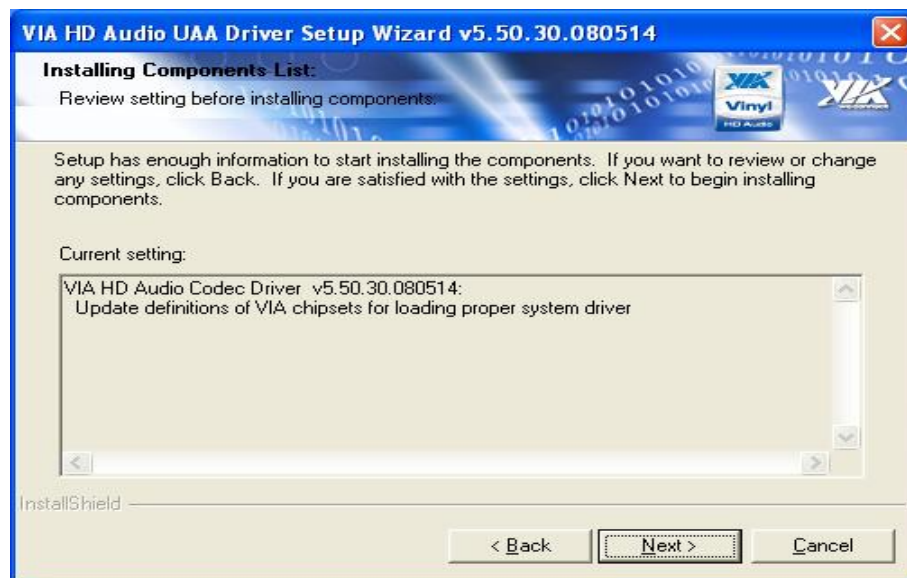 VIA HD Audio UAA Driver Setup Wizard v5.50.30.080514
Installing Components List:
Review setting before installing components.
VIA
Vinyl
HD Audio
VIA
Setup has enough information to start installing the components. If you want to review or change
any settings, click Back. If you are satisfied with the settings, click Next to begin installing
components.
Current setting:
VIA HD Audio Codec Driver v5.50.30.080514:
Update definitions of VIA chipsets for loading proper system driver
InstallShield
< Back
Next >
Cancel